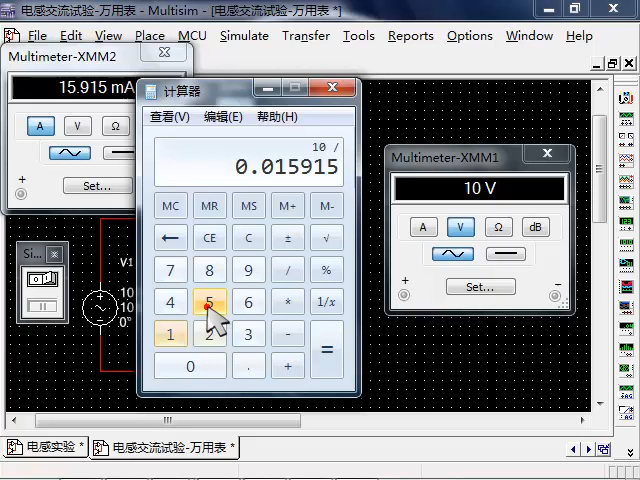 电感交流试验-万用表 - Multisim - [电感交流试验-万用表 *]
File Edit View Place MCU Simulate Transfer Tools Reports Options Window Help
Multimeter-XMM2
15.915 mA
A V Ω
+
Set...
计算器
查看(V) 编辑(E) 帮助(H)
10 /
0.015915
MC MR MS M+ M-
← CE C ± √
7 8 9 / %
4 5 6 * 1/x
1 2 3 - =
0 . +
Multimeter-XMM1
10 V
A V Ω dB
+ -
Set...
Si...
V1
10
10
0°
电感实验 * 电感交流试验-万用表 *